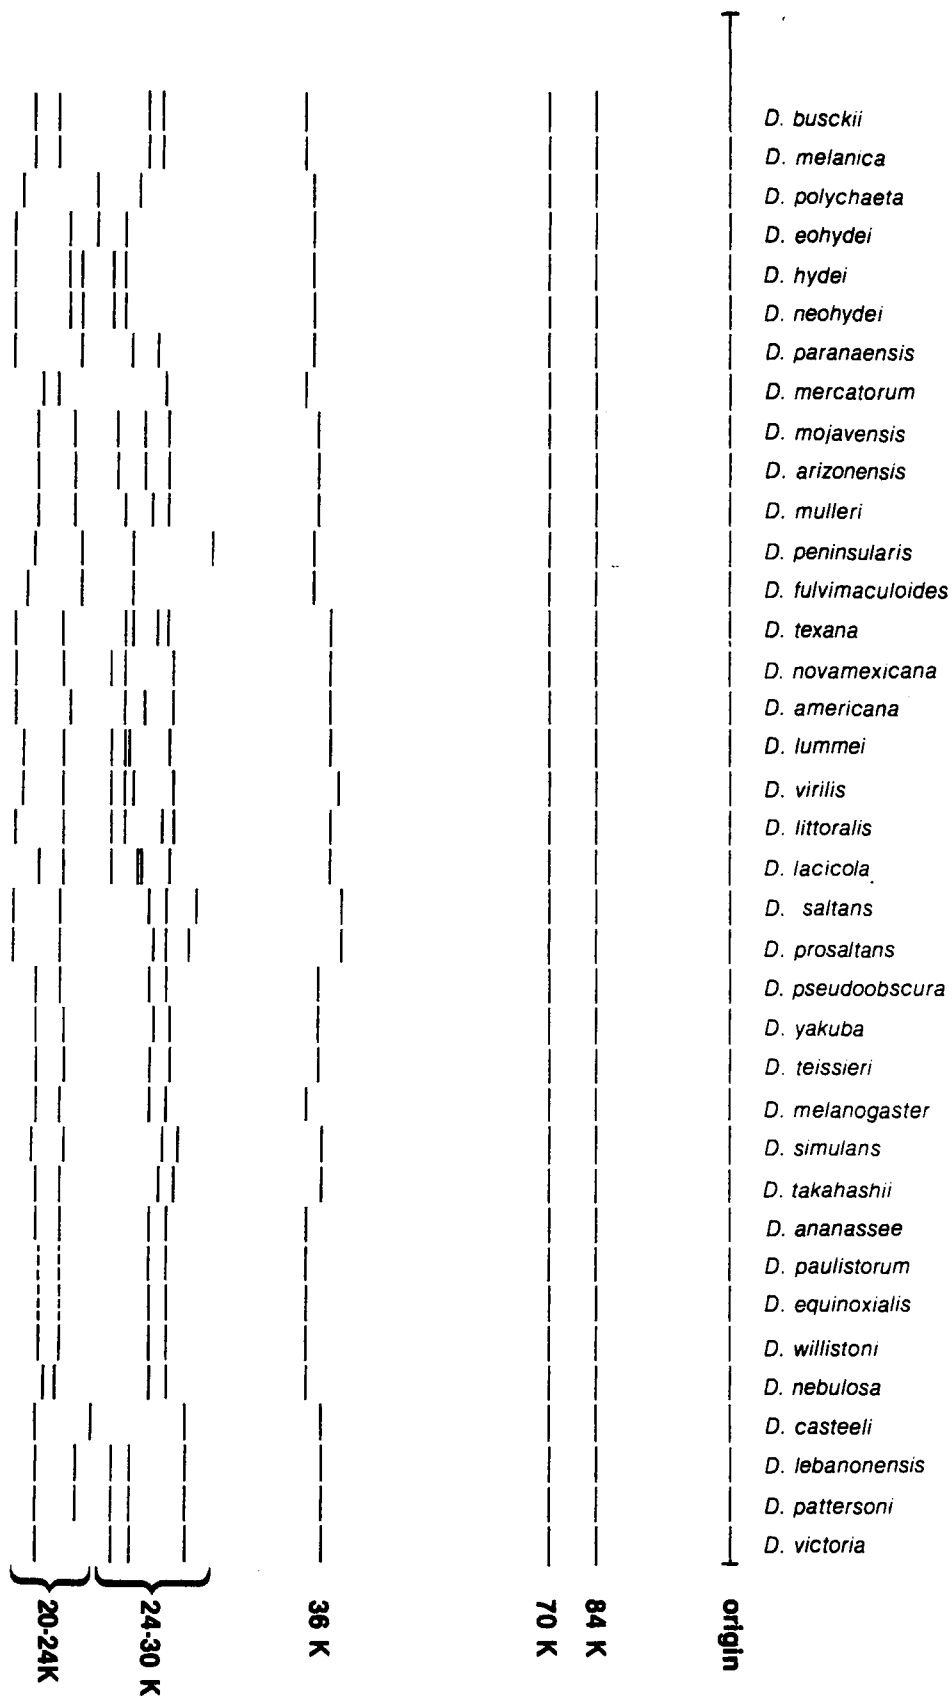 D. busckii
D. melanica
D. polychaeta
D. eohydei
D. hydei
D. neohydei
D. paranaensis
D. mercatorum
D. mojavensis
D. arizonensis
D. mulleri
D. peninsularis
D. fulvimaculoides
D. texana
D. novamexicana
D. americana
D. lummei
D. virilis
D. littoralis
D. lacicola
D. saltans
D. prosaltans
D. pseudoobscura
D. yakuba
D. teissieri
D. melanogaster
D. simulans
D. takahashii
D. ananassee
D. paulistorum
D. equinoxialis
D. willistoni
D. nebulosa
D. casteeli
D. lebanonensis
D. pattersoni
D. victoria
20-24K
24-30 K
36 K
70 K
84 K
origin